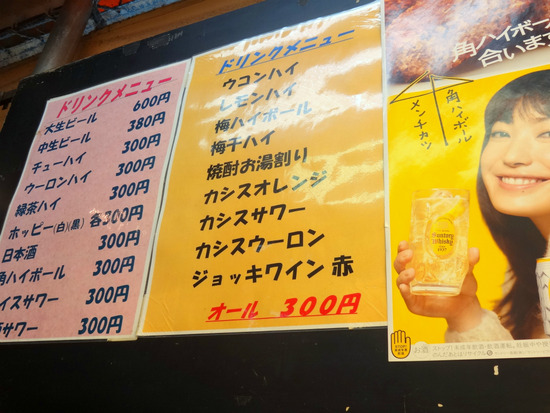 ドリンクメニュー
大生ビール 600円
中生ビール 380円
チューハイ 300円
ウーロンハイ 300円
緑茶ハイ 300円
ホッピー(白)(黒) 各300円
日本酒 300円
角ハイボール 300円
イスサワー 300円
サワー 300円
ドリンクメニュー
ウコンハイ
レモンハイ
梅ハイボール
梅干ハイ
焼酎お湯割り
カシスオレンジ
カシスサワー
カシスウーロン
ジョッキワイン 赤
オール 300円
角ハイボー
合います
角ハイボール
メンチカツ
Suntory
Whisky
お酒